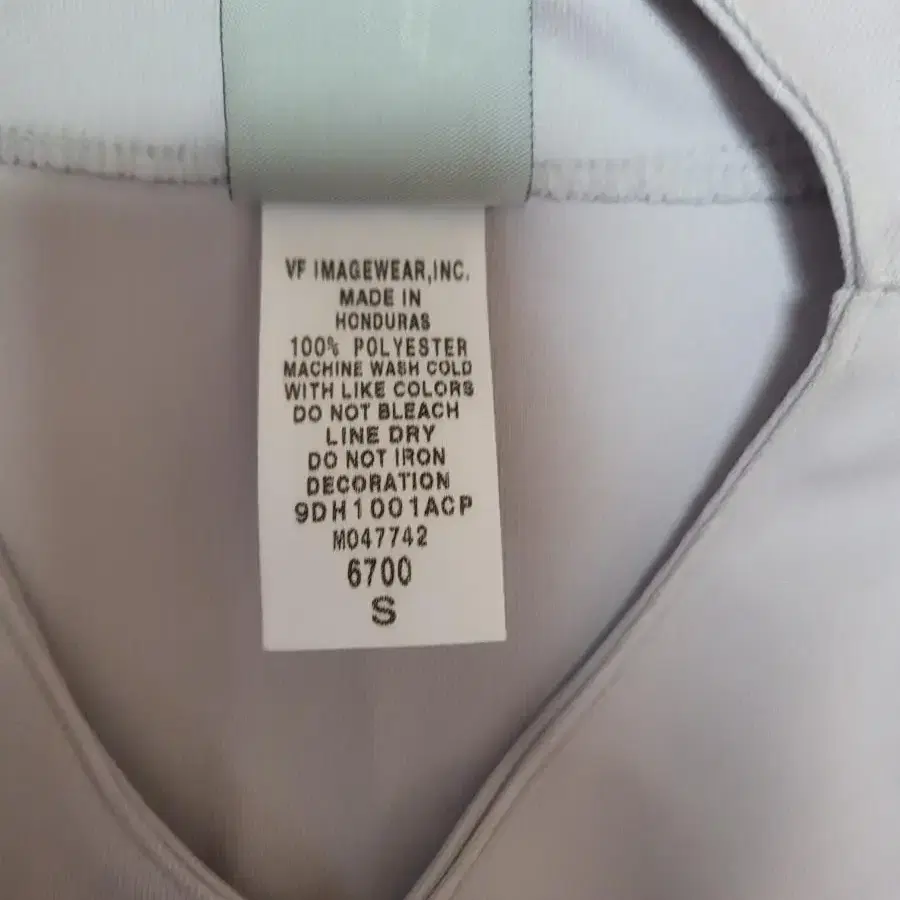 VF IMAGEWEAR,INC.
MADE IN
HONDURAS
100% POLYESTER
MACHINE WASH COLD
WITH LIKE COLORS
DO NOT BLEACH
LINE DRY
DO NOT IRON
DECORATION
9DH1001ACP
M047742
6700
S